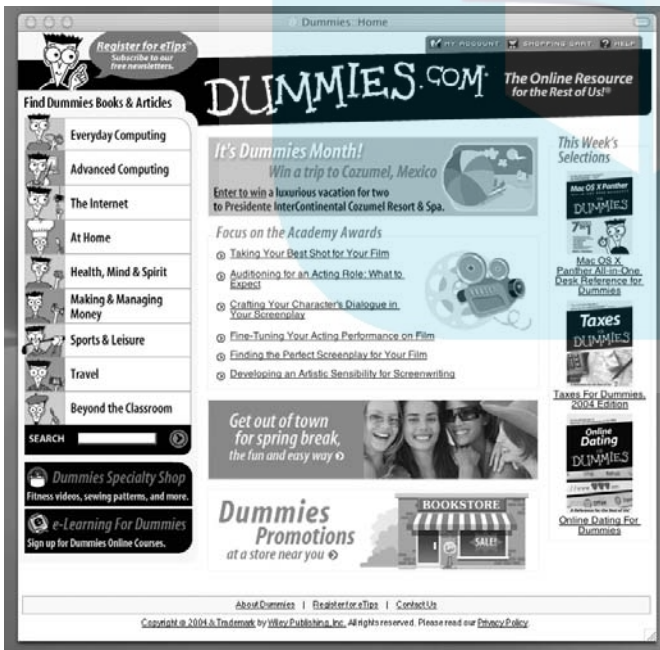 Dummies::Home
Register for eTips™
Subscribe to our
free newsletters.
MY ACCOUNT SHOPPING CART ? HELP
DUMMIES.COM
The Online Resource
for the Rest of Us!®
Find Dummies Books & Articles
Everyday Computing
Advanced Computing
The Internet
At Home
Health, Mind & Spirit
Making & Managing
Money
Sports & Leisure
Travel
Beyond the Classroom
SEARCH
Dummies Specialty Shop
Fitness videos, sewing patterns, and more.
e-Learning For Dummies
Sign up for Dummies Online Courses.
It's Dummies Month!
Win a trip to Cozumel, Mexico
Enter to win a luxurious vacation for two
to Presidente InterContinental Cozumel Resort & Spa.
Focus on the Academy Awards
Taking Your Best Shot for Your Film
Auditioning for an Acting Role: What to
Expect
Crafting Your Character's Dialogue in
Your Screenplay
Fine-Tuning Your Acting Performance on Film
Finding the Perfect Screenplay for Your Film
Developing an Artistic Sensibility for Screenwriting
Get out of town
for spring break,
the fun and easy way
Dummies
Promotions
at a store near you
BOOKSTORE
SALE!
This Week's
Selections
Mac OS X Panther
DUMMIES
Mac OS X
Panther All-in-One
Desk Reference for
Dummies
Taxes
DUMMIES
Taxes For Dummies,
2004 Edition
Online
Dating
DUMMIES
Online Dating For
Dummies
About Dummies | Register for eTips | Contact Us
Copyright © 2004 & Trademark by Wiley Publishing, Inc. All rights reserved. Please read our Privacy Policy.